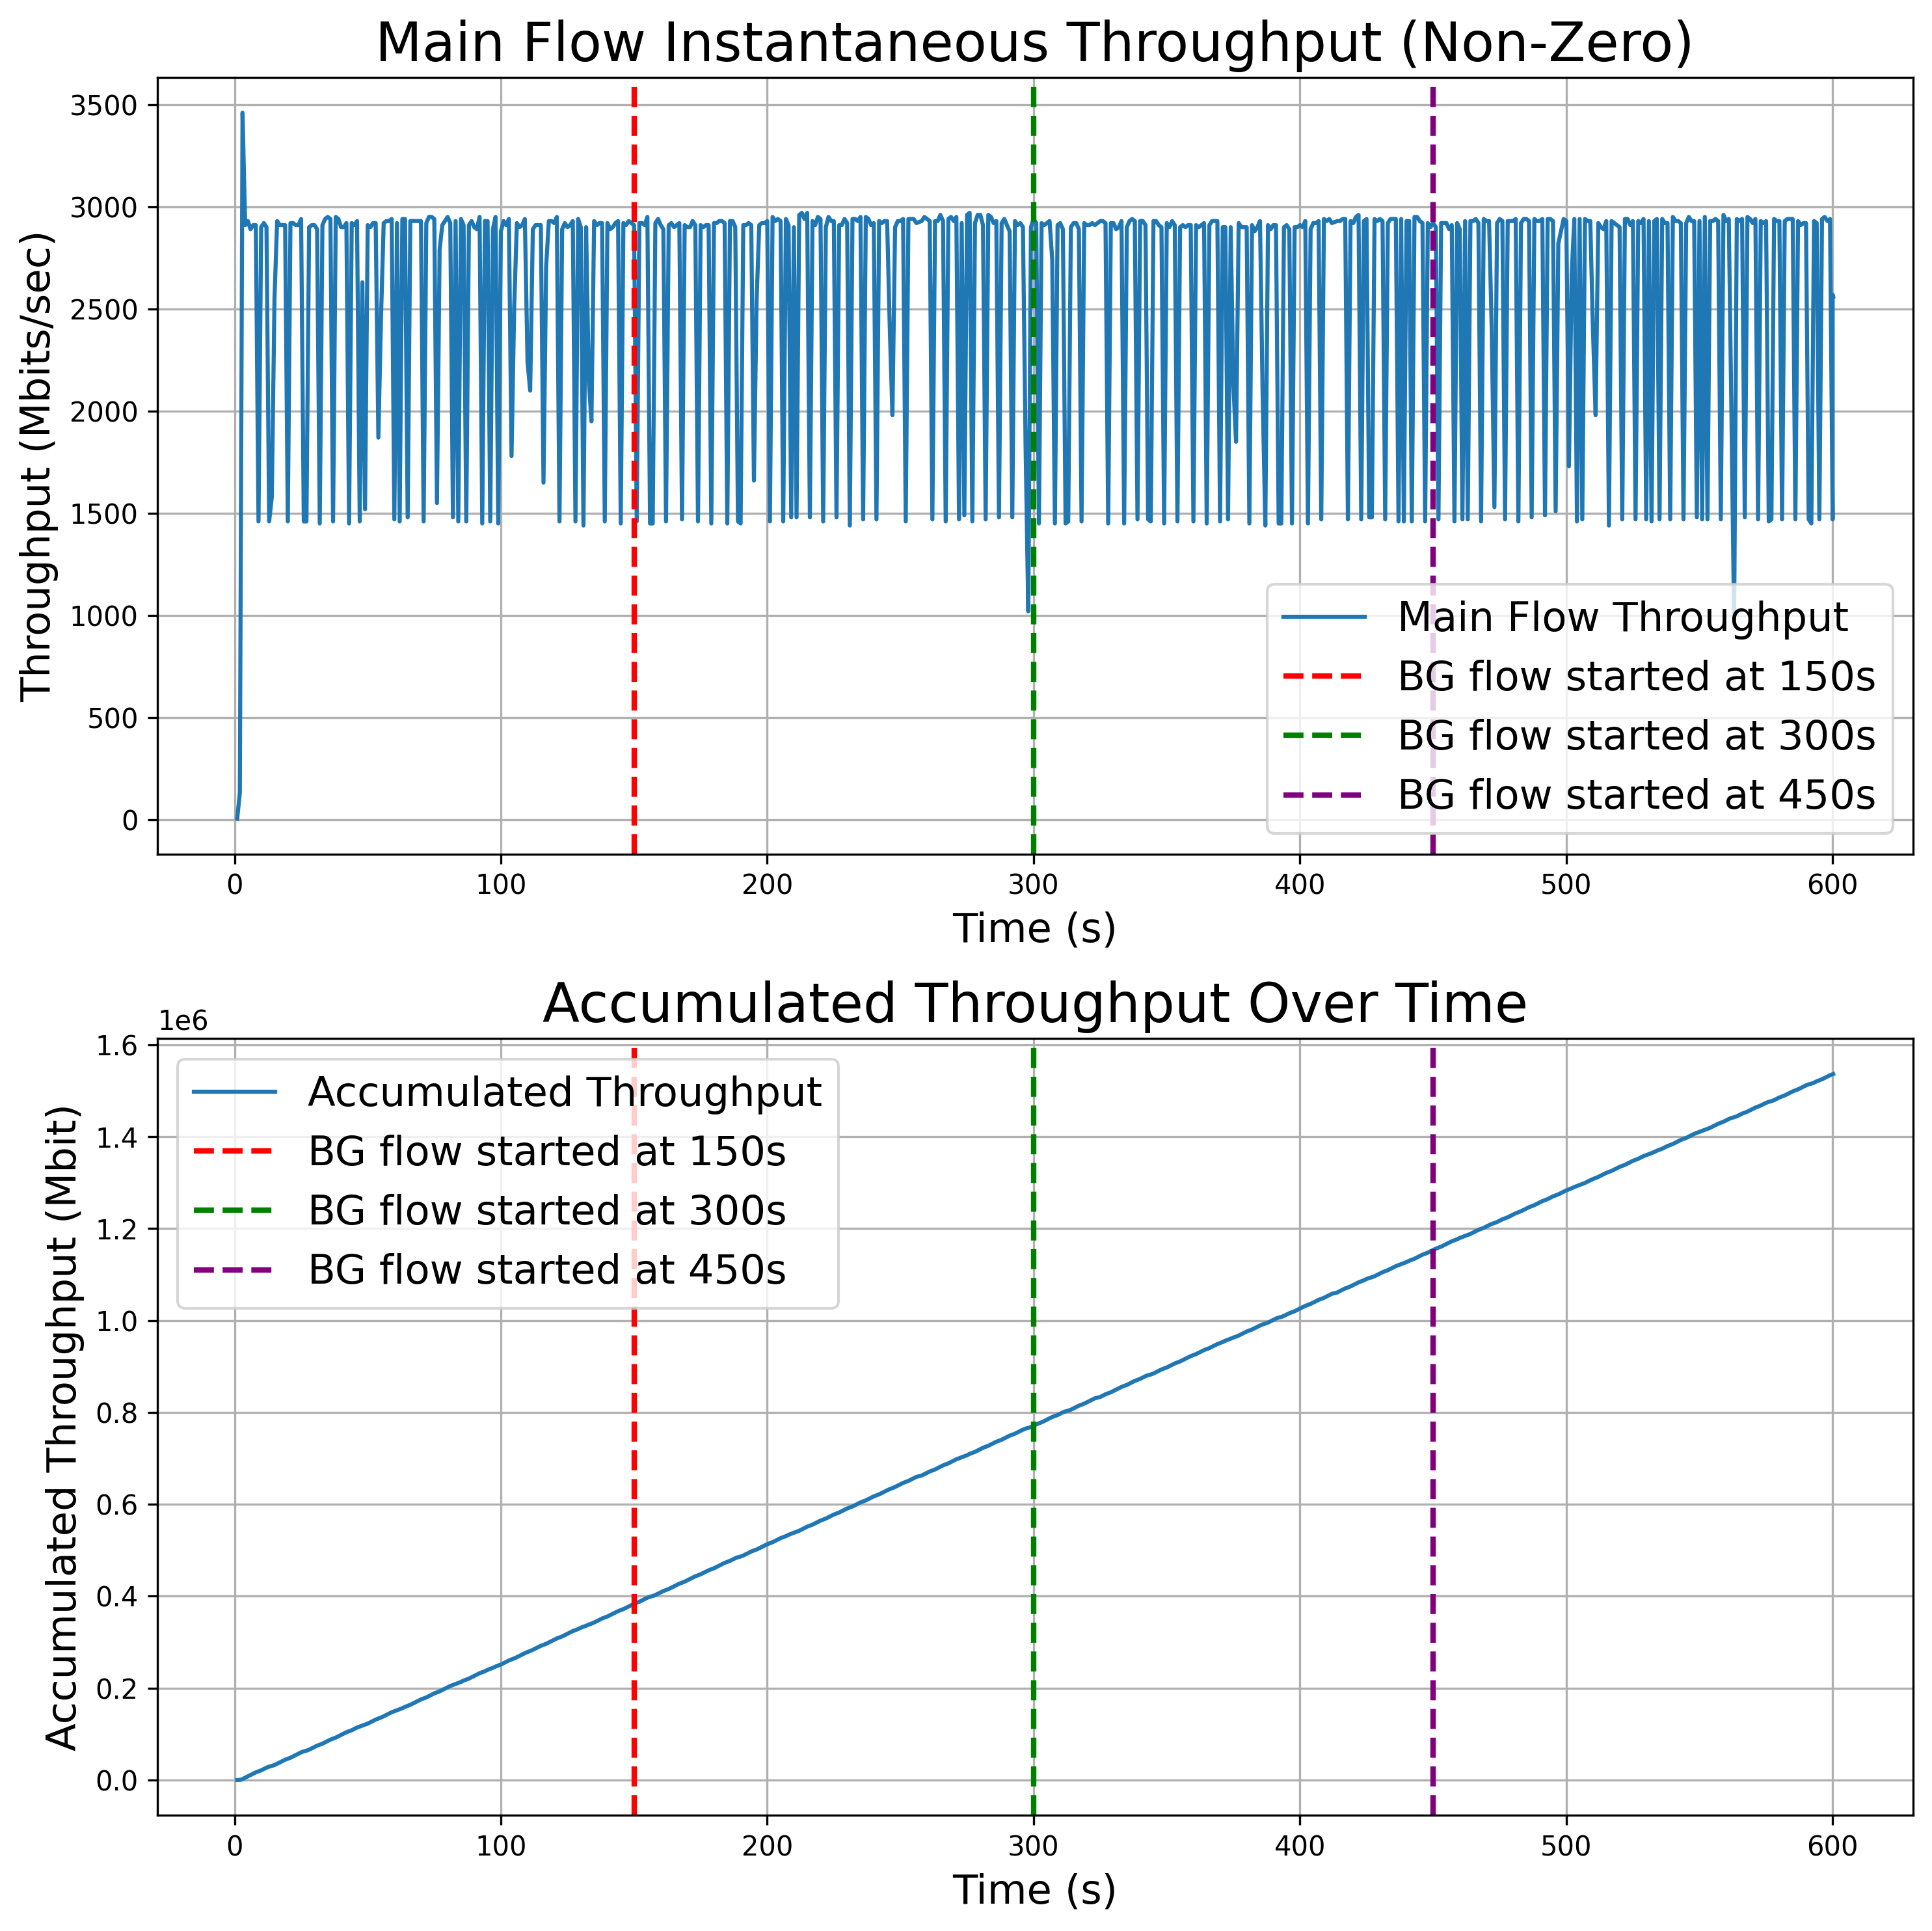 Main Flow Instantaneous Throughput (Non-Zero)
3500
3000
2500
2000
1500
1000
500
0
Throughput (Mbits/sec)
Main Flow Throughput
BG flow started at 150s
BG flow started at 300s
BG flow started at 450s
0 100 200 300 400 500 600
Time (s)
Accumulated Throughput Over Time
1e6
1.6
1.4
1.2
1.0
0.8
0.6
0.4
0.2
0.0
Accumulated Throughput (Mbit)
Accumulated Throughput
BG flow started at 150s
BG flow started at 300s
BG flow started at 450s
0 100 200 300 400 500 600
Time (s)